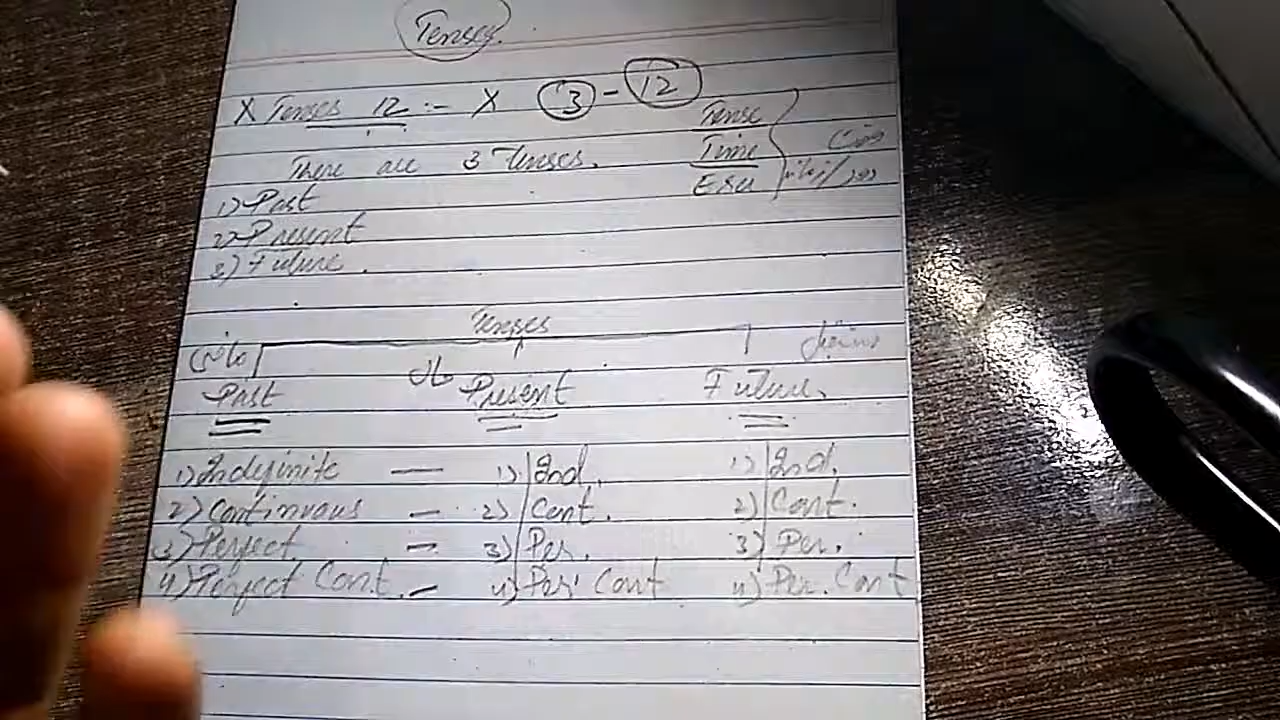 Tenses.
X Tenses 12 :- X 3 - 12
Tense
There are 3 Tenses. Time
1) Past
2) Present
3) Future.
Tenses
Past Present Future.
1) Indefinite — 1) Ind. 1) Ind.
2) Continuous - 2) Cont. 2) Cont.
3) Perfect - 3) Per. 3) Per.
4) Perfect Cont. - 4) Per. Cont 4) Per. Cont